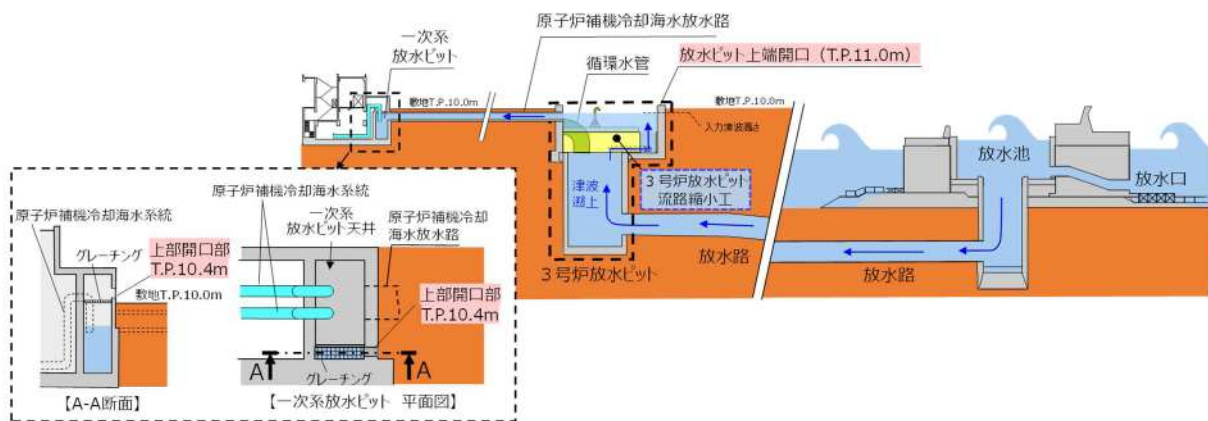 原子炉補機冷却海水放水路
一次系
放水ピット
循環水管
放水ピット上端開口（T.P.11.0m）
敷地T.P.10.0m
敷地T.P.10.0m
入力津波高さ
放水池
放水口
津波
遡上
3号炉放水ピット
流路縮小工
3号炉放水ピット
放水路
放水路
原子炉補機冷却海水系統
原子炉補機冷却海水系統
一次系
放水ピット天井
原子炉補機冷却
海水放水路
グレーチング
上部開口部
T.P.10.4m
敷地T.P.10.0m
上部開口部
T.P.10.4m
A
A
グレーチング
【A-A断面】
【一次系放水ピット 平面図】